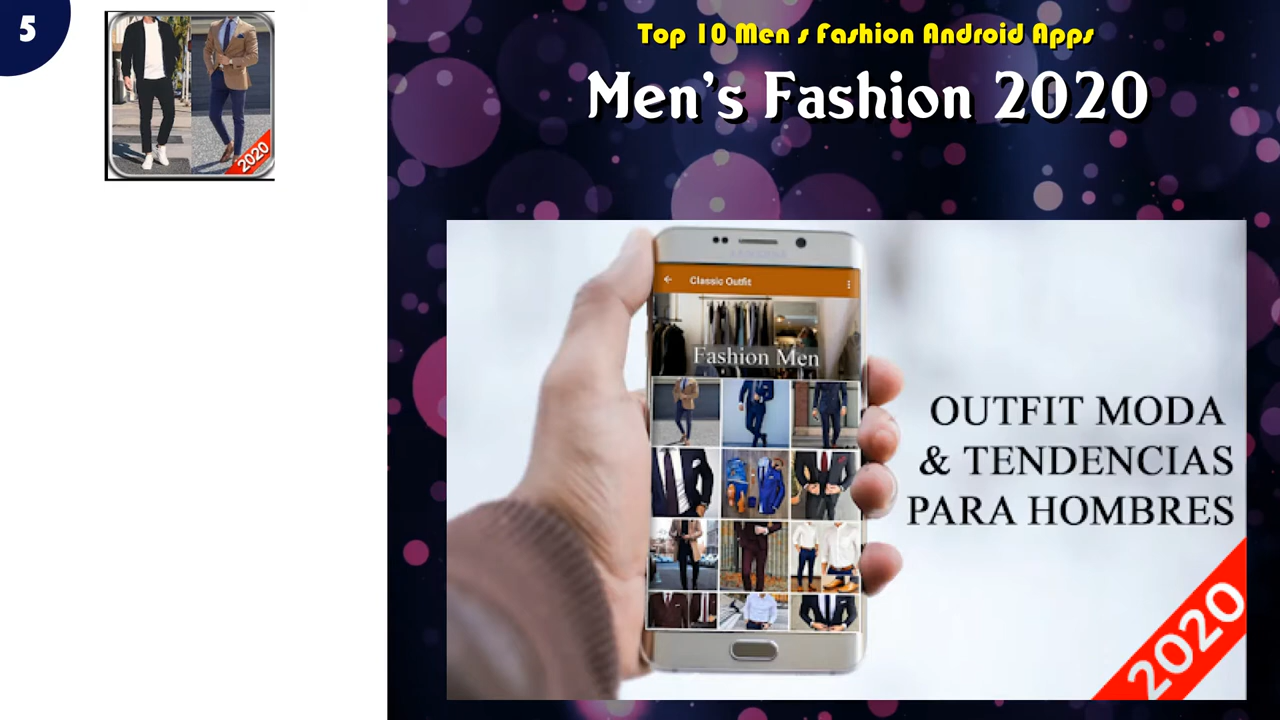 5
2020
Top 10 Men s Fashion Android Apps
Men's Fashion 2020
SAMSUNG
Classic Outfit
Fashion Men
OUTFIT MODA
& TENDENCIAS
PARA HOMBRES
2020